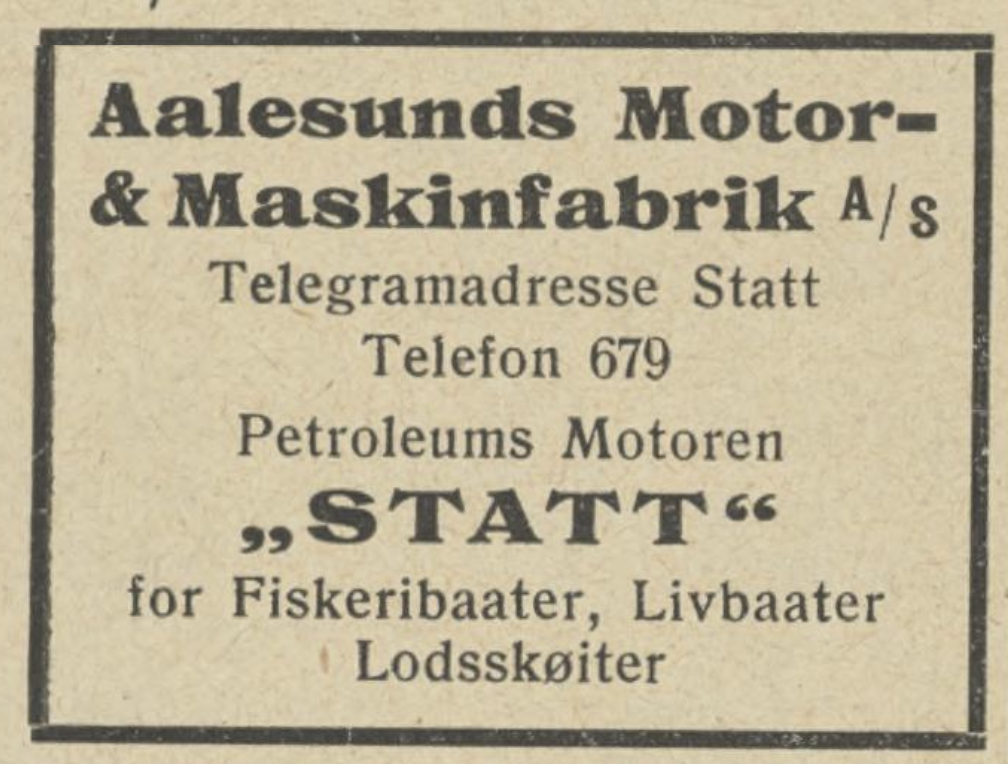 Aalesunds Motor-
& Maskinfabrik A/S
Telegramadresse Statt
Telefon 679
Petroleums Motoren
„STATT“
for Fiskeribaater, Livbaater
Lodsskøiter